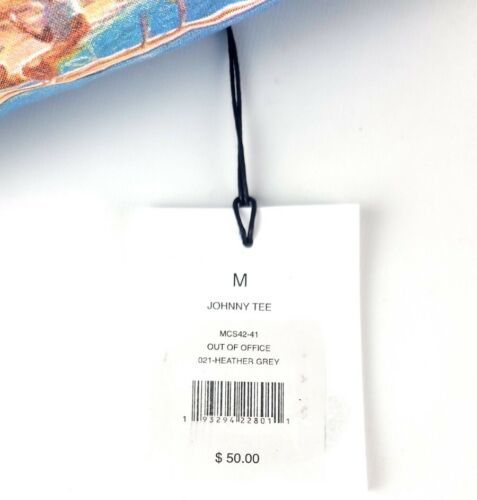 M
JOHNNY TEE
MCS42-41
OUT OF OFFICE
021-HEATHER GREY
1 93294 22801 1
$ 50.00